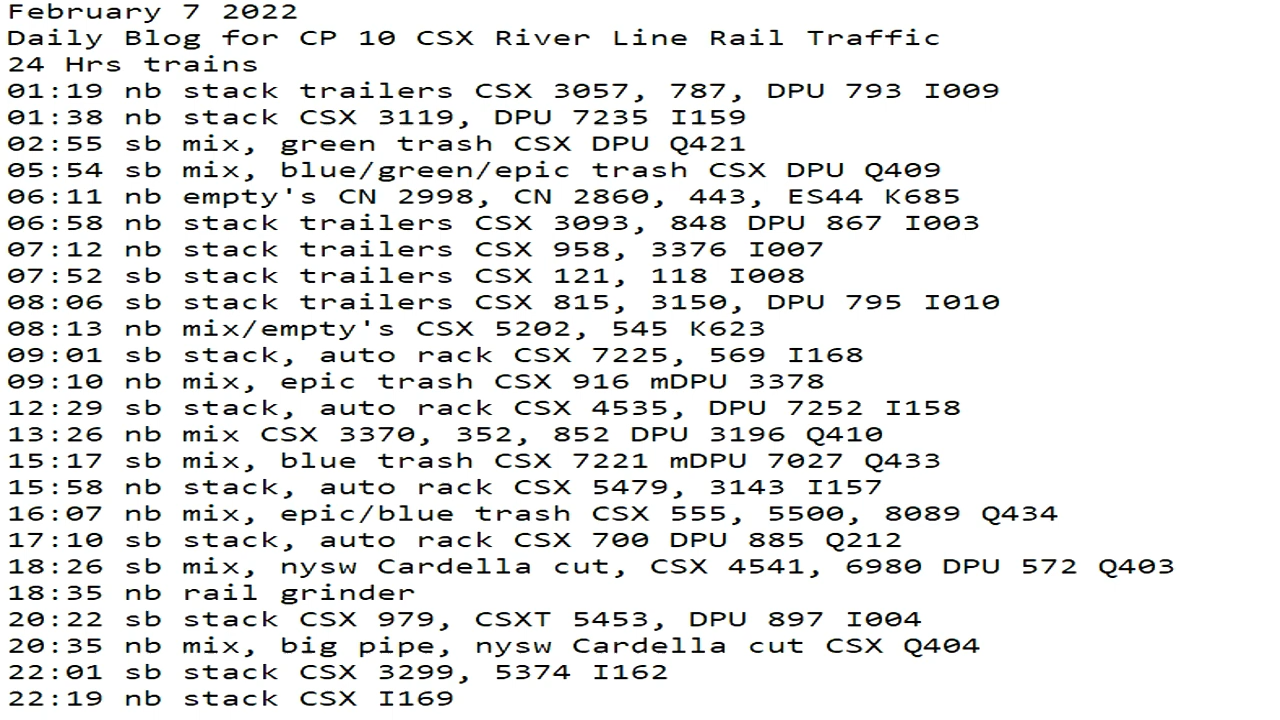 February 7 2022
Daily Blog for CP 10 CSX River Line Rail Traffic
24 Hrs trains
01:19 nb stack trailers CSX 3057, 787, DPU 793 I009
01:38 nb stack CSX 3119, DPU 7235 I159
02:55 sb mix, green trash CSX DPU Q421
05:54 sb mix, blue/green/epic trash CSX DPU Q409
06:11 nb empty's CN 2998, CN 2860, 443, ES44 K685
06:58 nb stack trailers CSX 3093, 848 DPU 867 I003
07:12 nb stack trailers CSX 958, 3376 I007
07:52 sb stack trailers CSX 121, 118 I008
08:06 sb stack trailers CSX 815, 3150, DPU 795 I010
08:13 nb mix/empty's CSX 5202, 545 K623
09:01 sb stack, auto rack CSX 7225, 569 I168
09:10 nb mix, epic trash CSX 916 mDPU 3378
12:29 sb stack, auto rack CSX 4535, DPU 7252 I158
13:26 nb mix CSX 3370, 352, 852 DPU 3196 Q410
15:17 sb mix, blue trash CSX 7221 mDPU 7027 Q433
15:58 nb stack, auto rack CSX 5479, 3143 I157
16:07 nb mix, epic/blue trash CSX 555, 5500, 8089 Q434
17:10 sb stack, auto rack CSX 700 DPU 885 Q212
18:26 sb mix, nysw Cardella cut, CSX 4541, 6980 DPU 572 Q403
18:35 nb rail grinder
20:22 sb stack CSX 979, CSXT 5453, DPU 897 I004
20:35 nb mix, big pipe, nysw Cardella cut CSX Q404
22:01 sb stack CSX 3299, 5374 I162
22:19 nb stack CSX I169